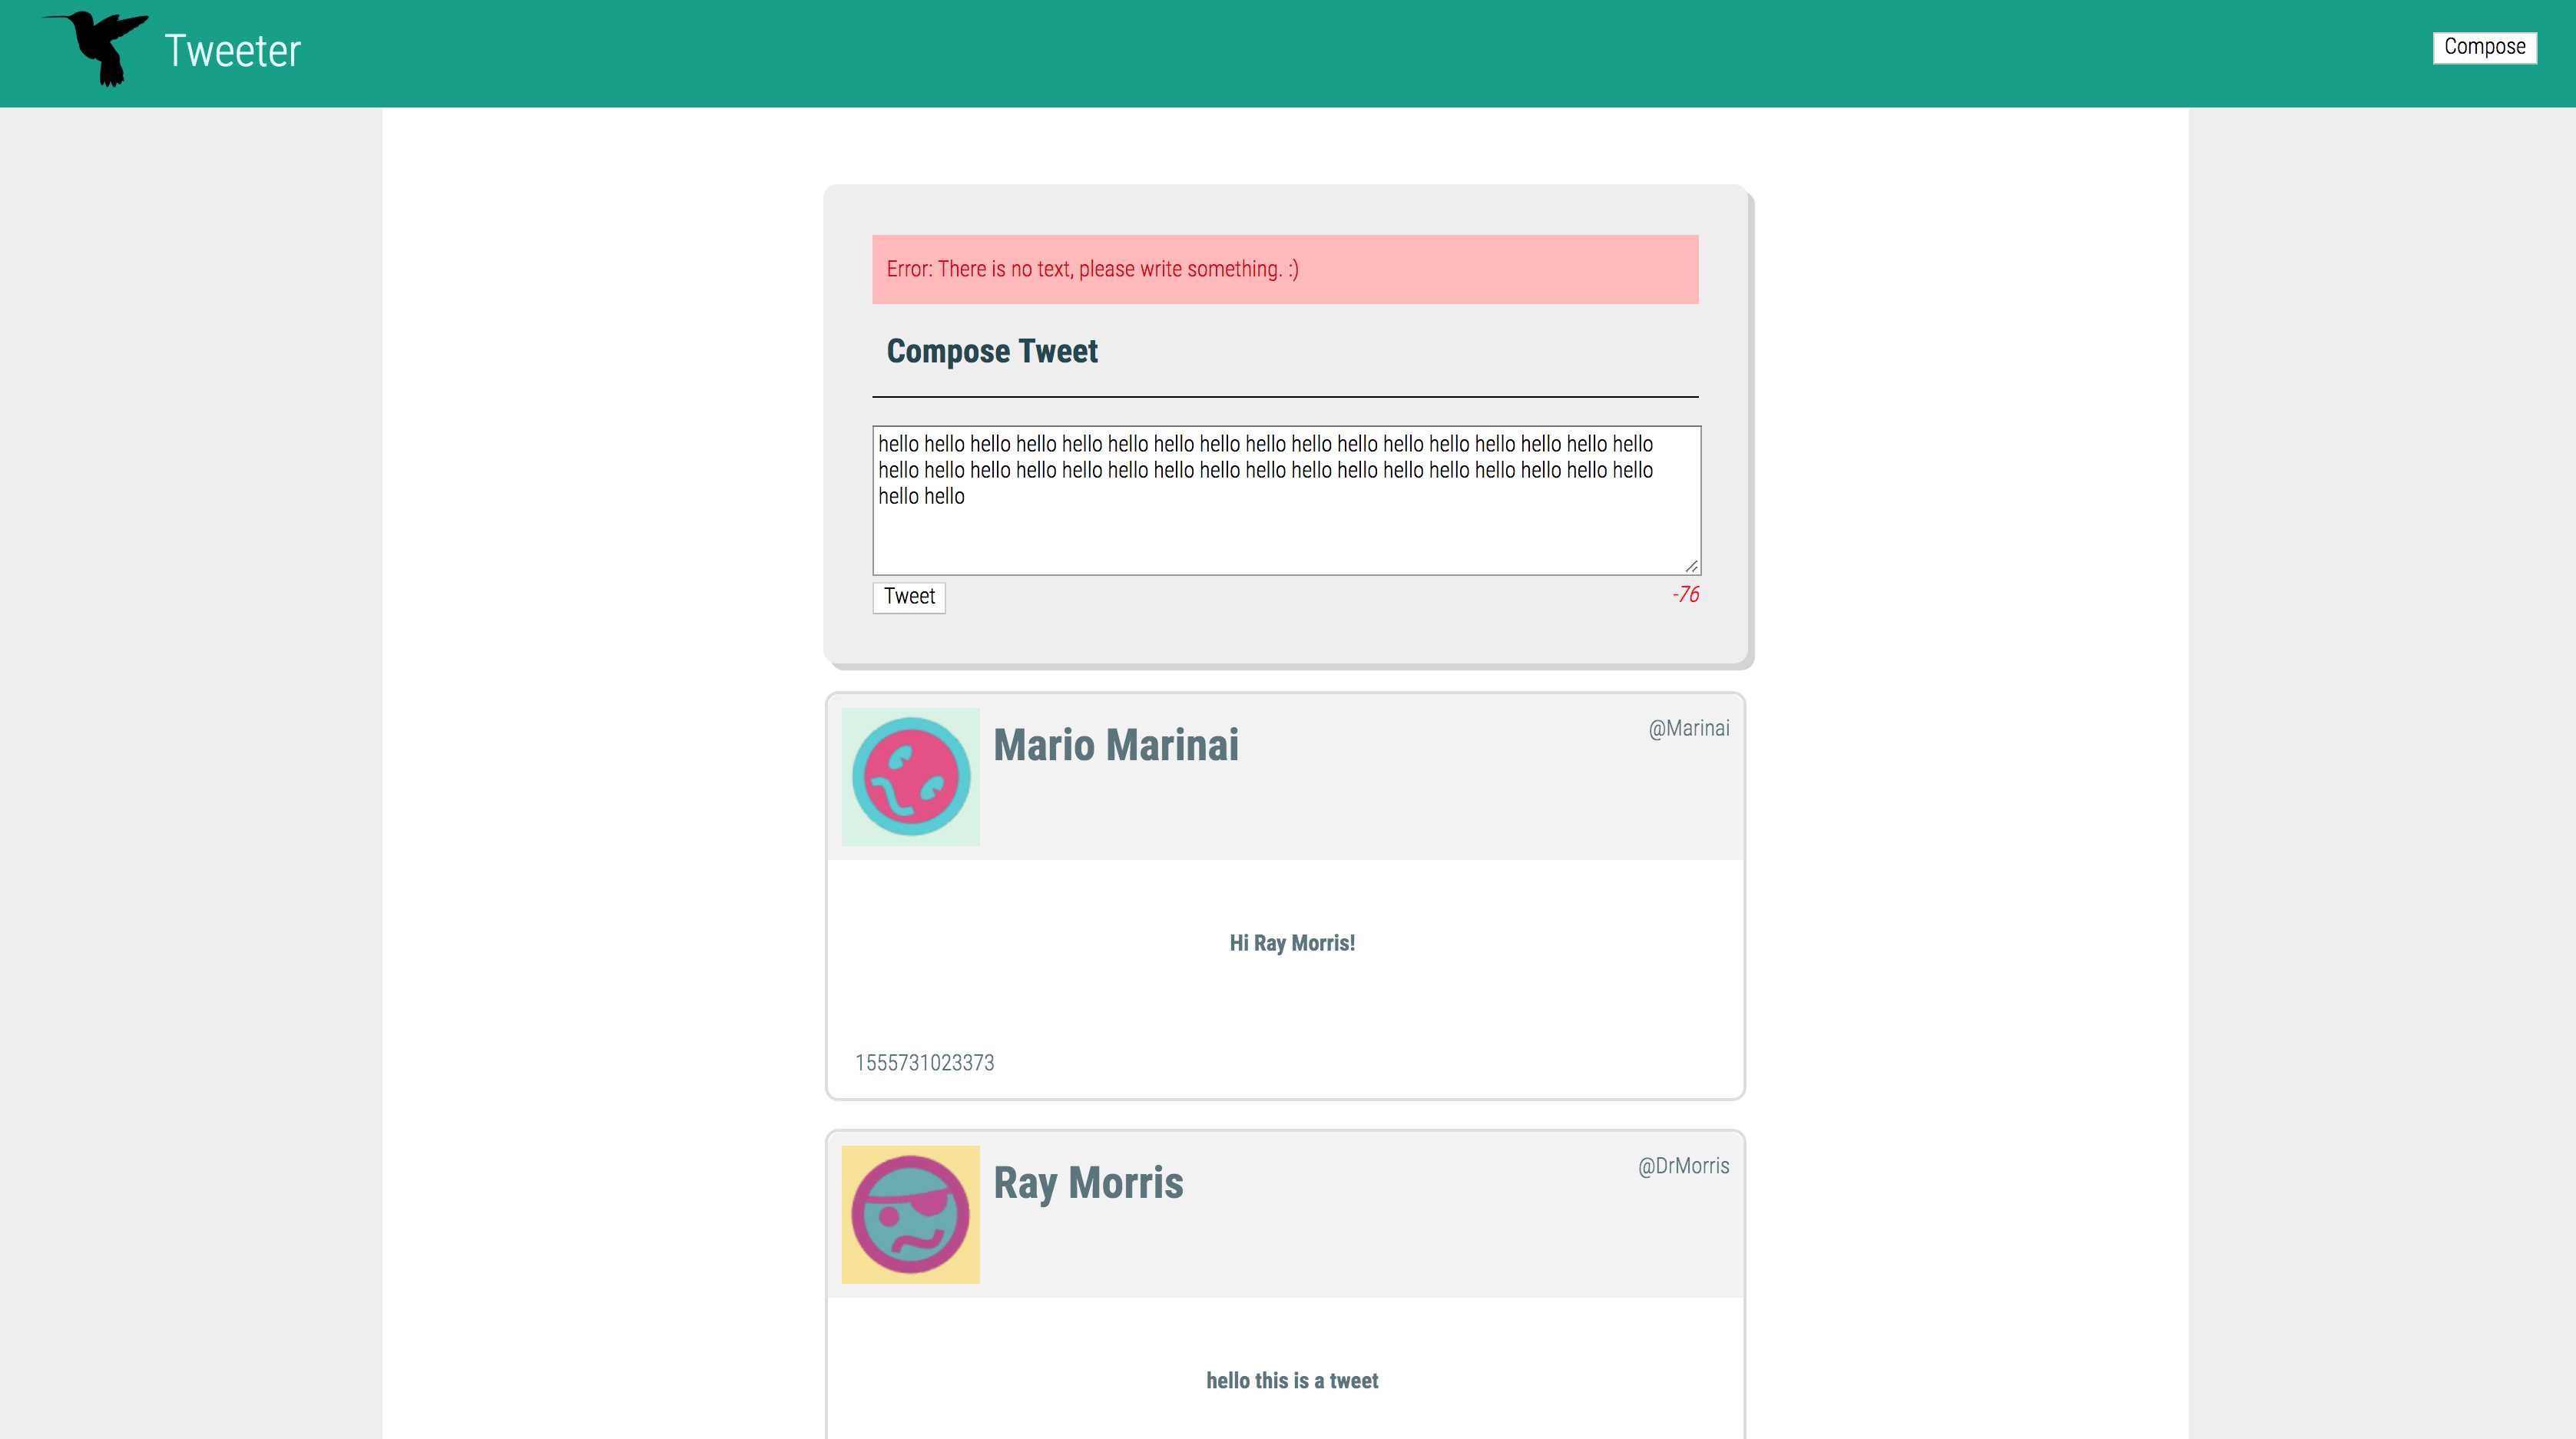 Tweeter
Compose
Error: There is no text, please write something. :)
Compose Tweet
hello hello hello hello hello hello hello hello hello hello hello hello hello hello hello hello hello
hello hello hello hello hello hello hello hello hello hello hello hello hello hello hello hello hello
hello hello
Tweet
-76
Mario Marinai
@Marinai
Hi Ray Morris!
1555731023373
Ray Morris
@DrMorris
hello this is a tweet